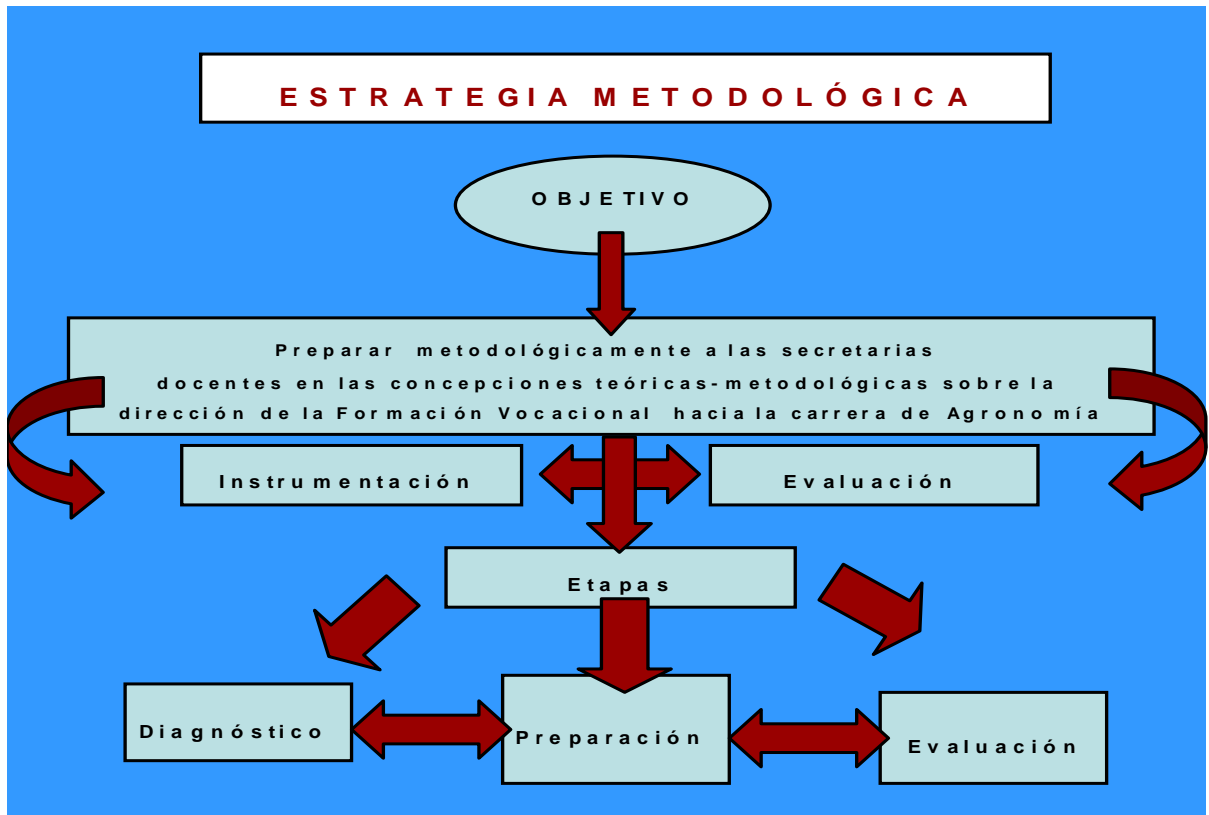 ESTRATEGIA METODOLÓGICA
OBJETIVO
Preparar metodológicamente a las secretarias
docentes en las concepciones teóricas-metodológicas sobre la
dirección de la Formación Vocacional hacia la carrera de Agronomía
Instrumentación
Evaluación
Etapas
Diagnóstico
Preparación
Evaluación